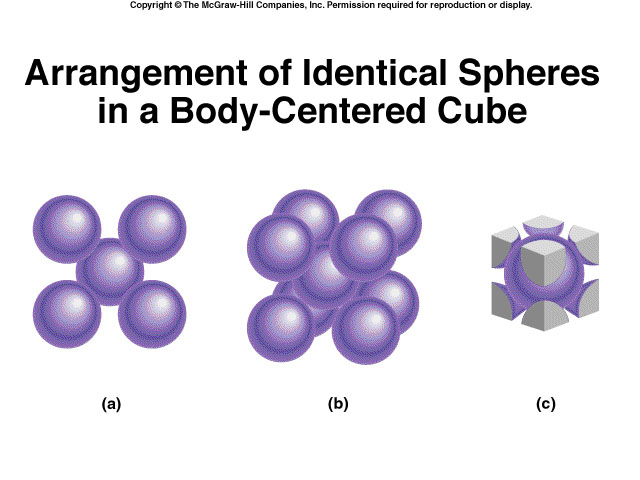 Copyright © The McGraw-Hill Companies, Inc. Permission required for reproduction or display.
Arrangement of Identical Spheres
in a Body-Centered Cube
(a)
(b)
(c)